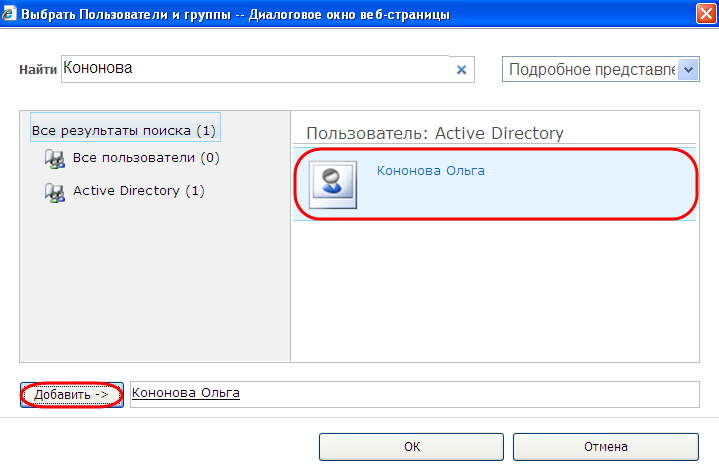 Выбрать Пользователи и группы -- Диалоговое окно веб-страницы
Найти Кононова
Подробное представле
Все результаты поиска (1)
Все пользователи (0)
Active Directory (1)
Пользователь: Active Directory
Кононова Ольга
Добавить ->
Кононова Ольга
ОК
Отмена